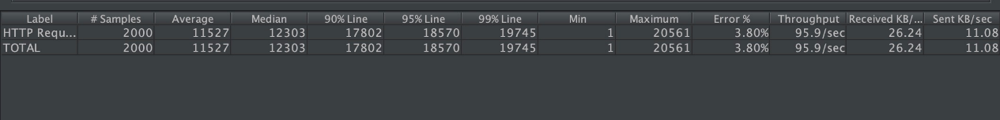 Label # Samples Average Median 90% Line 95% Line 99% Line Min Maximum Error % Throughput Received KB/... Sent KB/sec
HTTP Requ... 2000 11527 12303 17802 18570 19745 1 20561 3.80% 95.9/sec 26.24 11.08
TOTAL 2000 11527 12303 17802 18570 19745 1 20561 3.80% 95.9/sec 26.24 11.08